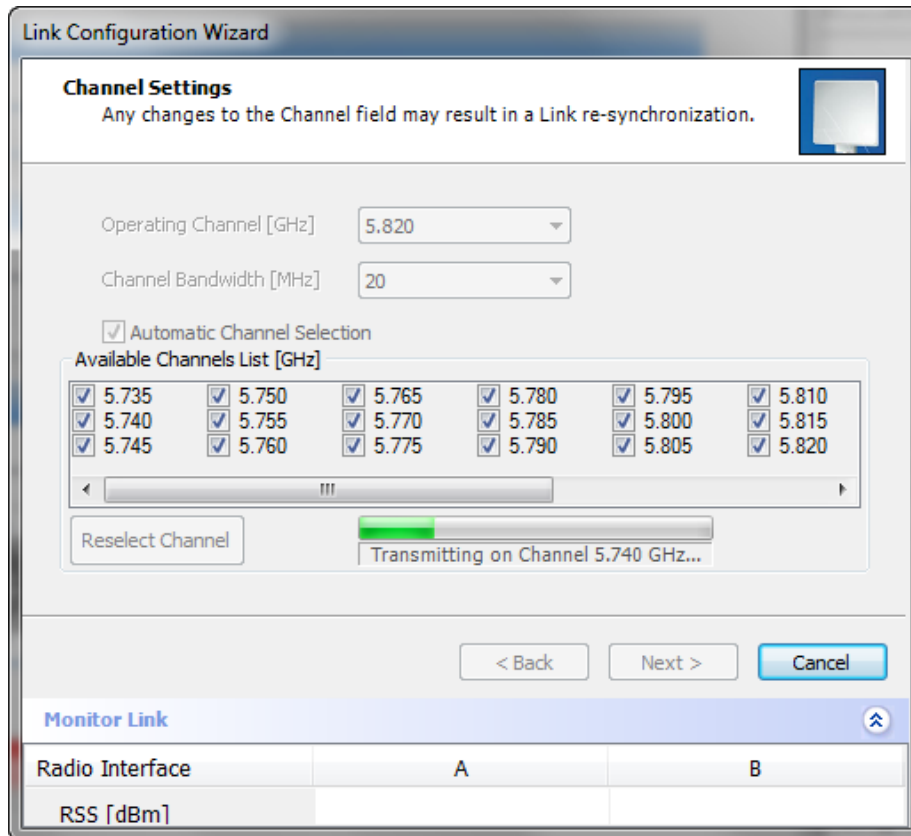 Link Configuration Wizard
Channel Settings
Any changes to the Channel field may result in a Link re-synchronization.
Operating Channel [GHz] 5.820
Channel Bandwidth [MHz] 20
Automatic Channel Selection
Available Channels List [GHz]
5.735 5.750 5.765 5.780 5.795 5.810
5.740 5.755 5.770 5.785 5.800 5.815
5.745 5.760 5.775 5.790 5.805 5.820
Reselect Channel
Transmitting on Channel 5.740 GHz...
< Back Next > Cancel
Monitor Link
Radio Interface A B
RSS [dBm]